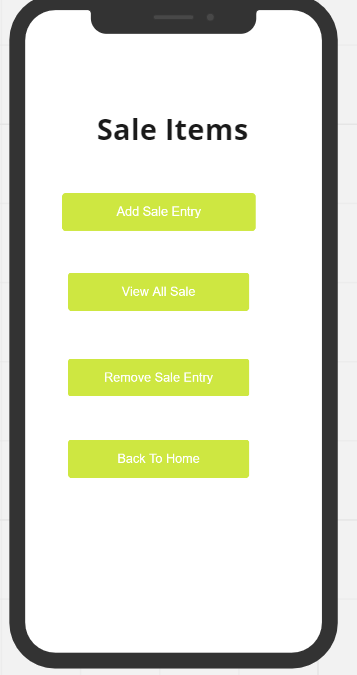 Sale Items
Add Sale Entry
View All Sale
Remove Sale Entry
Back To Home